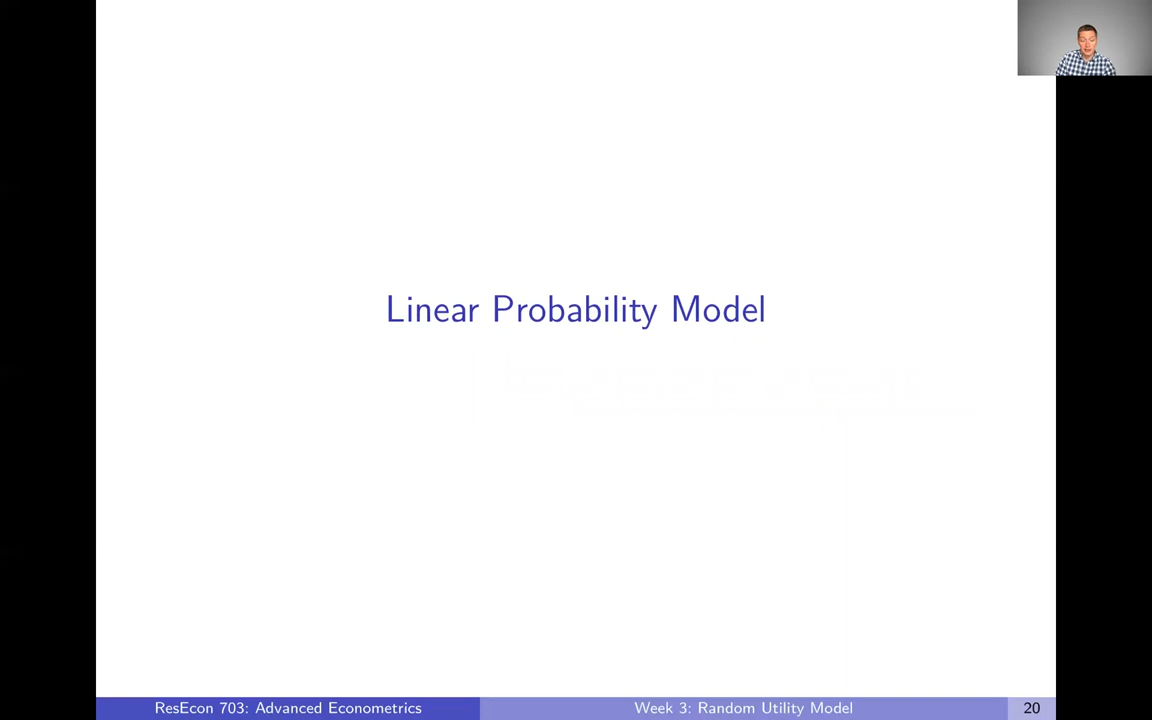 Linear Probability Model
ResEcon 703: Advanced Econometrics
Week 3: Random Utility Model
20